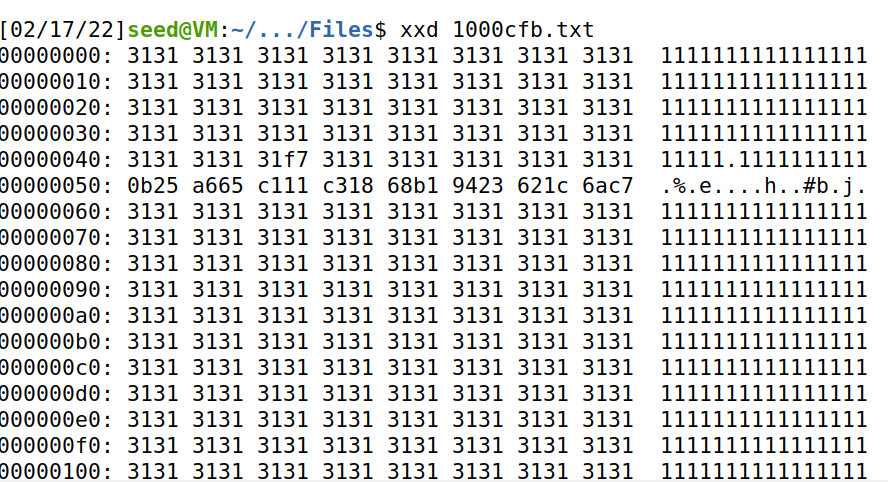 [02/17/22]seed@VM:~/.../Files$ xxd 1000cfb.txt
00000000: 3131 3131 3131 3131 3131 3131 3131 3131  1111111111111111
00000010: 3131 3131 3131 3131 3131 3131 3131 3131  1111111111111111
00000020: 3131 3131 3131 3131 3131 3131 3131 3131  1111111111111111
00000030: 3131 3131 3131 3131 3131 3131 3131 3131  1111111111111111
00000040: 3131 3131 31f7 3131 3131 3131 3131 3131  11111.1111111111
00000050: 0b25 a665 c111 c318 68b1 9423 621c 6ac7  .%.e....h..#b.j.
00000060: 3131 3131 3131 3131 3131 3131 3131 3131  1111111111111111
00000070: 3131 3131 3131 3131 3131 3131 3131 3131  1111111111111111
00000080: 3131 3131 3131 3131 3131 3131 3131 3131  1111111111111111
00000090: 3131 3131 3131 3131 3131 3131 3131 3131  1111111111111111
000000a0: 3131 3131 3131 3131 3131 3131 3131 3131  1111111111111111
000000b0: 3131 3131 3131 3131 3131 3131 3131 3131  1111111111111111
000000c0: 3131 3131 3131 3131 3131 3131 3131 3131  1111111111111111
000000d0: 3131 3131 3131 3131 3131 3131 3131 3131  1111111111111111
000000e0: 3131 3131 3131 3131 3131 3131 3131 3131  1111111111111111
000000f0: 3131 3131 3131 3131 3131 3131 3131 3131  1111111111111111
00000100: 3131 3131 3131 3131 3131 3131 3131 3131  1111111111111111